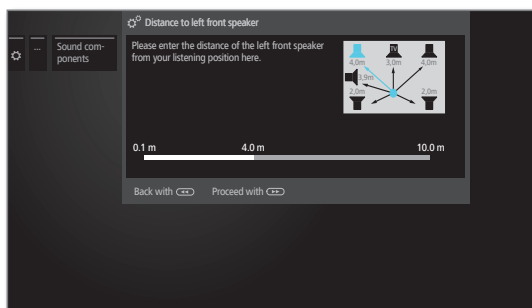 Distance to left front speaker
...
Sound com-
ponents
Please enter the distance of the left front speaker
from your listening position here.
TV
4,0m 3,0m 4,0m
3,9m
2,0m 2,0m
0.1 m 4.0 m 10.0 m
Back with Proceed with